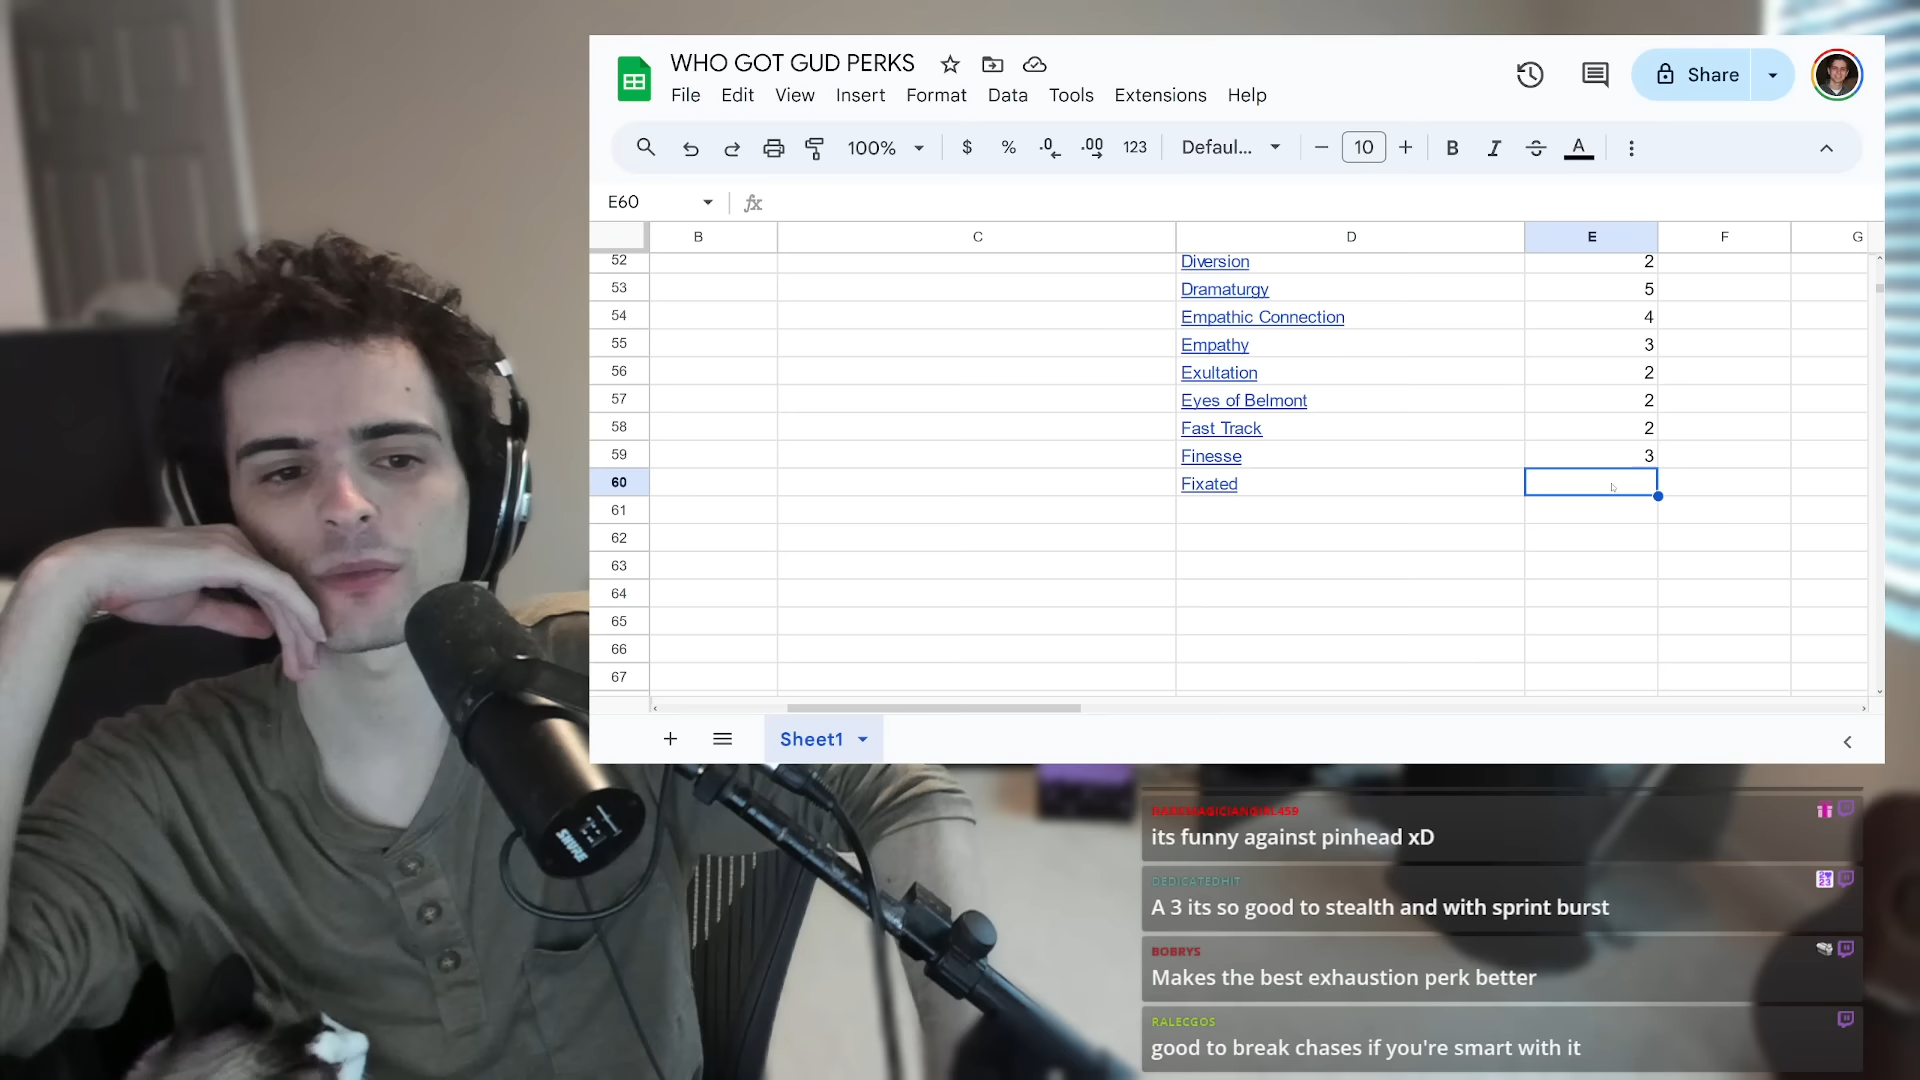 WHO GOT GUD PERKS
Share
File Edit View Insert Format Data Tools Extensions Help
100% $ % .0 .00 123 Defaul... 10 B I A
E60 fx
B C D E F G
52 Diversion 2
53 Dramaturgy 5
54 Empathic Connection 4
55 Empathy 3
56 Exultation 2
57 Eyes of Belmont 2
58 Fast Track 2
59 Finesse 3
60 Fixated
61
62
63
64
65
66
67
Sheet1
DARKMAGICIANGIRL459
its funny against pinhead xD
DEDICATEDHIT
A 3 its so good to stealth and with sprint burst
BOBRYS
Makes the best exhaustion perk better
RALECGOS
good to break chases if you're smart with it
SHURE